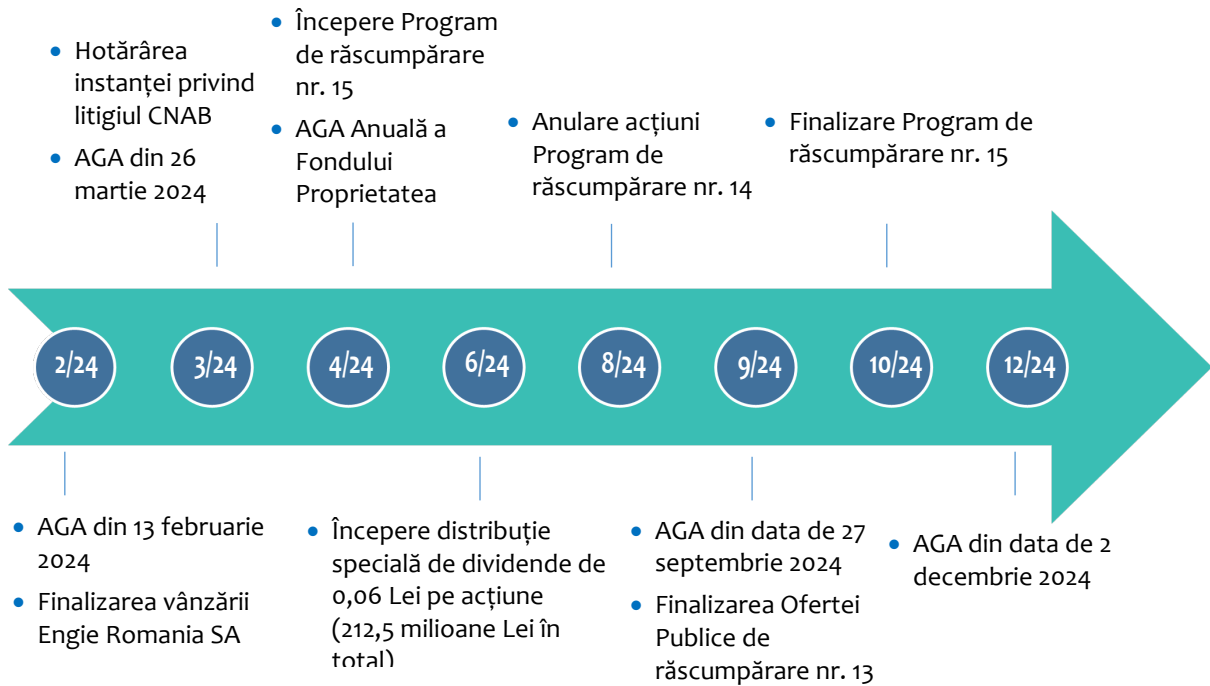 • Hotărârea
instanței privind
litigiul CNAB
• AGA din 26
martie 2024
• Începere Program
de răscumpărare
nr. 15
• AGA Anuală a
Fondului
Proprietatea
• Anulare acțiuni
Program de
răscumpărare nr. 14
• Finalizare Program de
răscumpărare nr. 15
2/24
3/24
4/24
6/24
8/24
9/24
10/24
12/24
• AGA din 13 februarie
2024
• Finalizarea vânzării
Engie Romania SA
• Începere distribuție
specială de dividende de
0,06 Lei pe acțiune
(212,5 milioane Lei în
total)
• AGA din data de 27
septembrie 2024
• Finalizarea Ofertei
Publice de
răscumpărare nr. 13
• AGA din data de 2
decembrie 2024